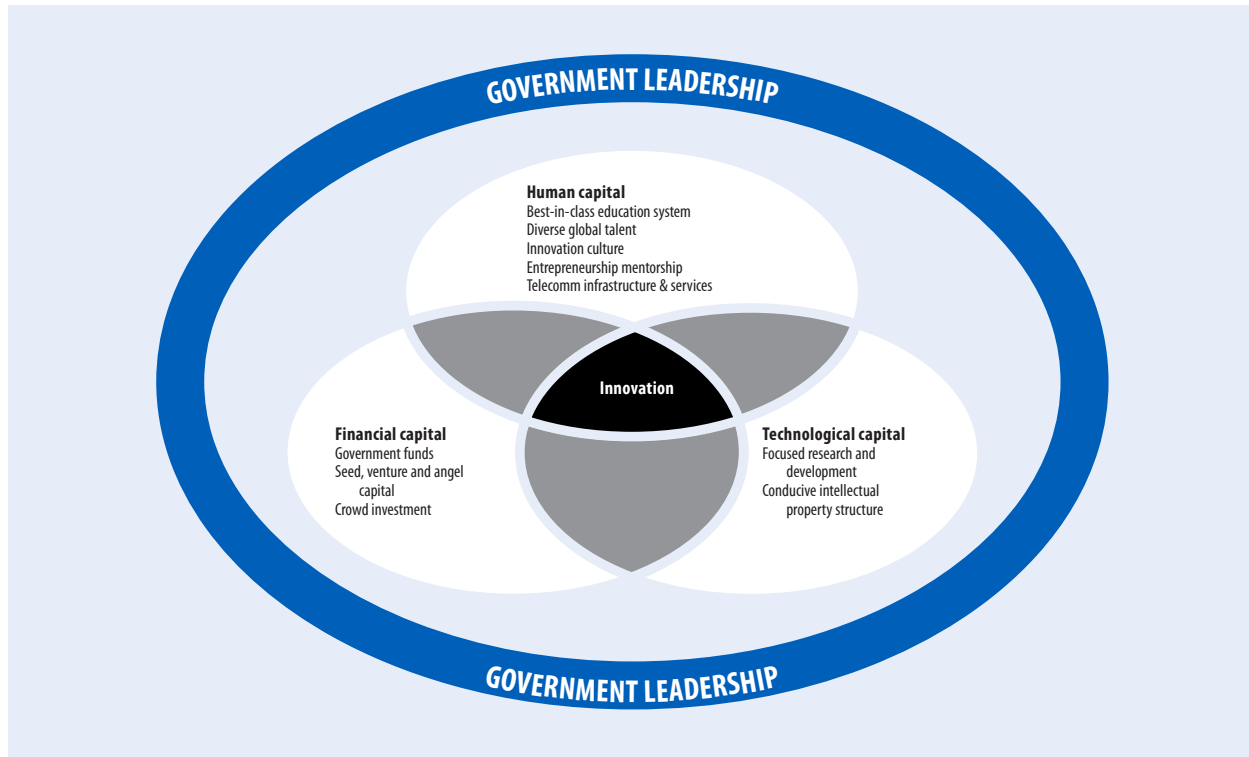 GOVERNMENT LEADERSHIP
Human capital
Best-in-class education system
Diverse global talent
Innovation culture
Entrepreneurship mentorship
Telecomm infrastructure & services
Innovation
Financial capital
Government funds
Seed, venture and angel
capital
Crowd investment
Technological capital
Focused research and
development
Conducive intellectual
property structure
GOVERNMENT LEADERSHIP